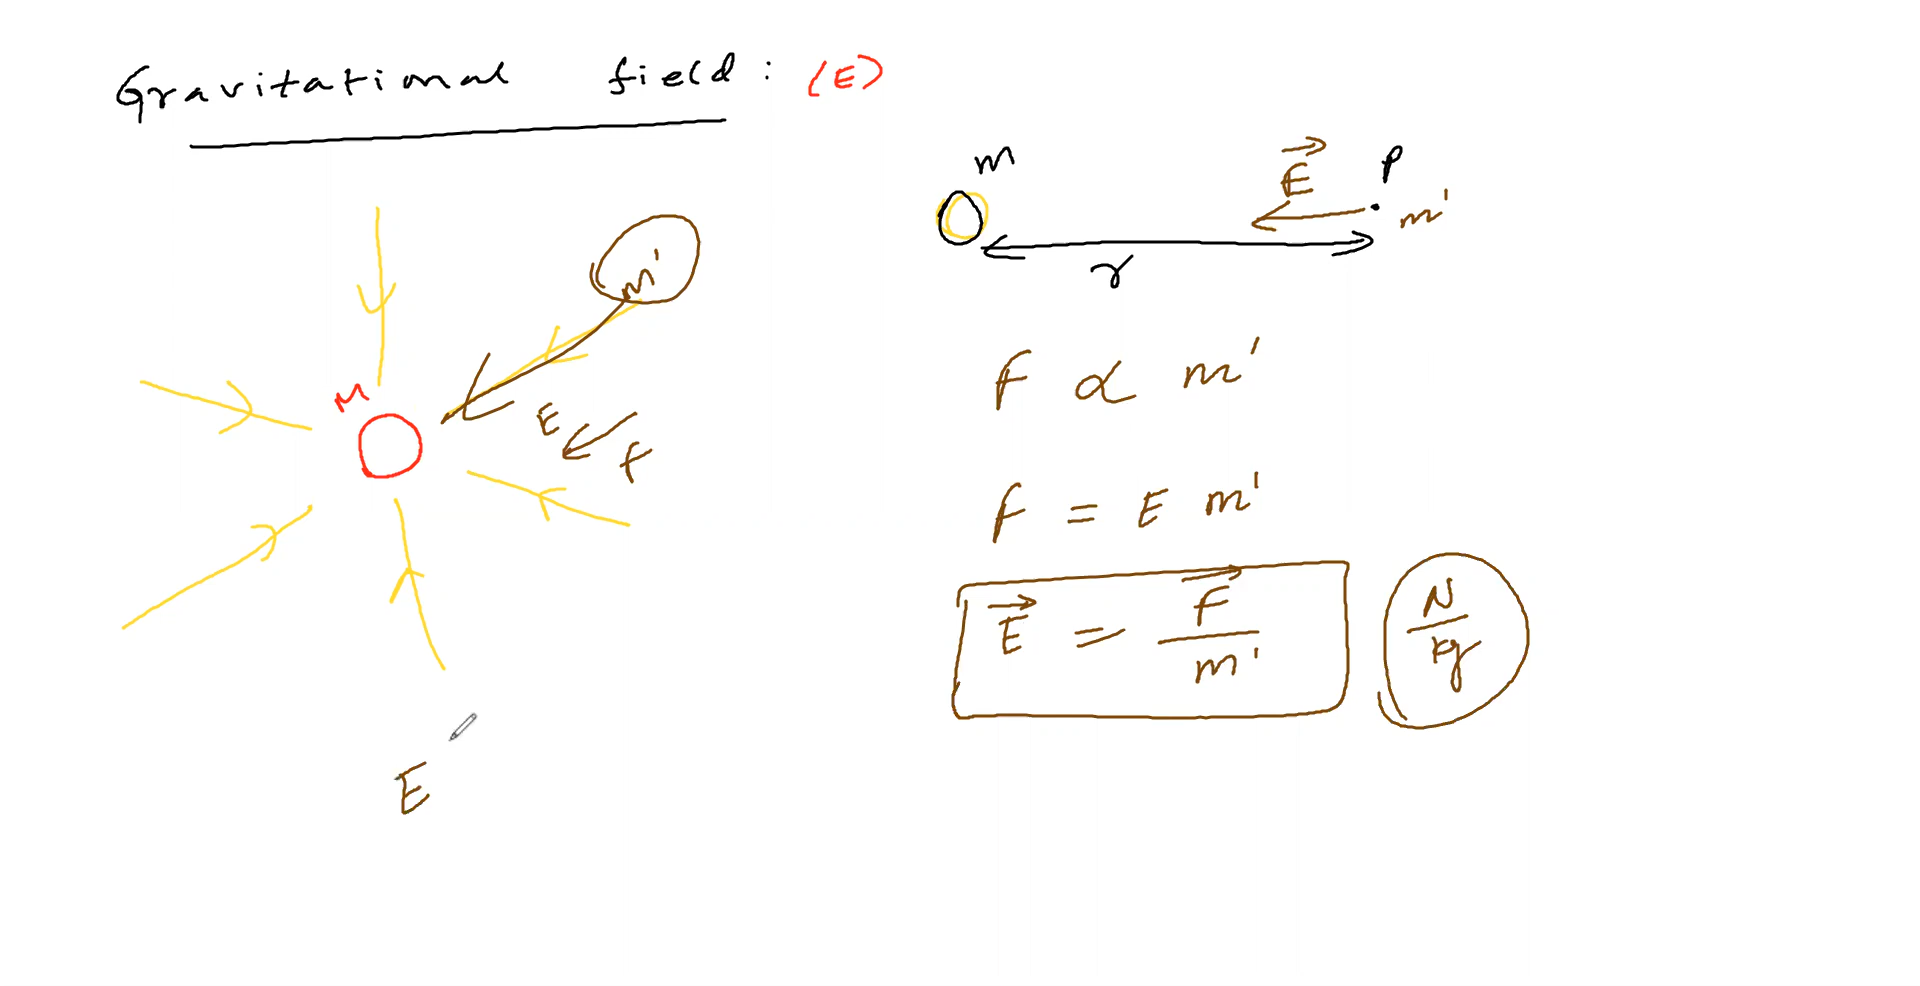 Gravitational field : (E)
m
E⃗
P
m'
m'
r
F ∝ m'
M
E
F
F = E m'
E⃗ = F⃗ / m'
N / kg
E